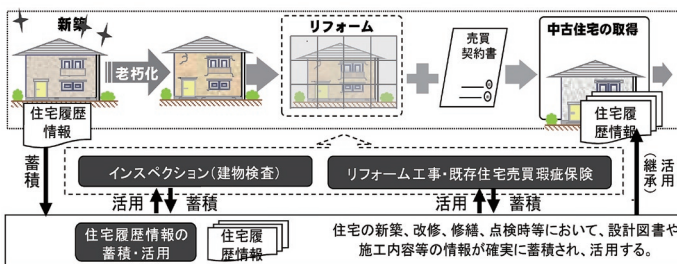 新築
リフォーム
売買
契約書
中古住宅の取得
老朽化
住宅履歴
情報
住宅履
歴情報
蓄積
インスペクション(建物検査)
リフォーム工事・既存住宅売買瑕疵保険
活用
(継承)
活用
蓄積
活用
蓄積
住宅履歴情報の
蓄積・活用
住宅履
歴情報
住宅の新築、改修、修繕、点検時等において、設計図書や
施工内容等の情報が確実に蓄積され、活用する。